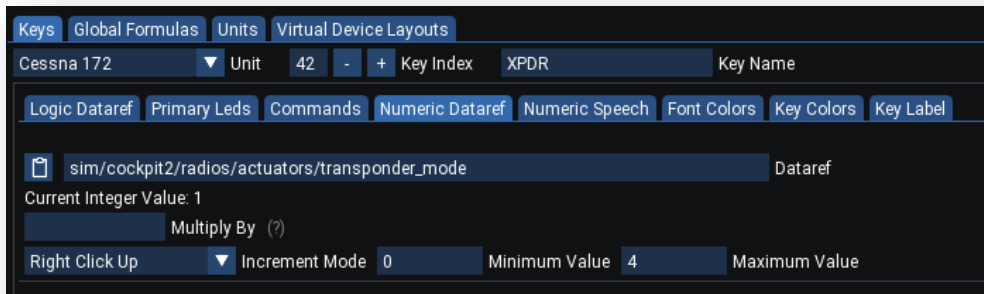 Keys Global Formulas Units Virtual Device Layouts
Cessna 172 Unit 42 - + Key Index XPDR Key Name
Logic Dataref Primary Leds Commands Numeric Dataref Numeric Speech Font Colors Key Colors Key Label
sim/cockpit2/radios/actuators/transponder_mode Dataref
Current Integer Value: 1
Multiply By (?)
Right Click Up Increment Mode 0 Minimum Value 4 Maximum Value